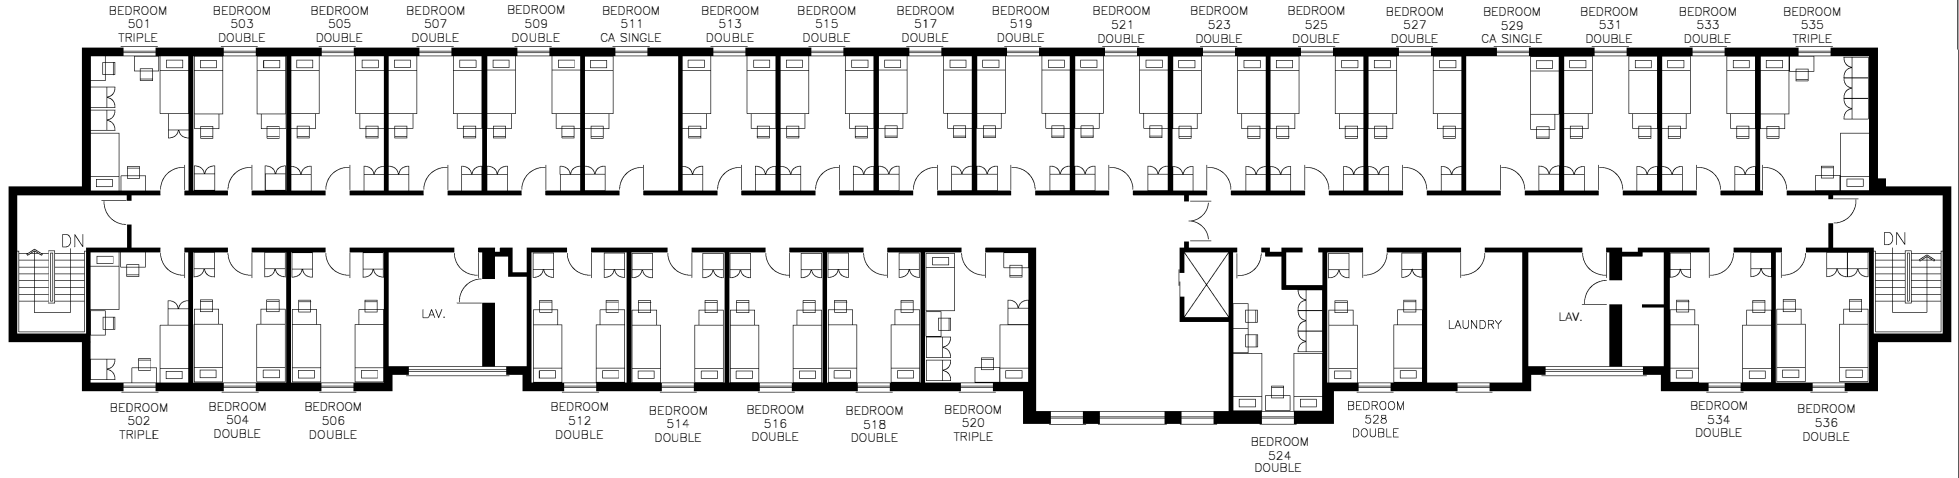 BEDROOM
501
TRIPLE
BEDROOM
503
DOUBLE
BEDROOM
505
DOUBLE
BEDROOM
507
DOUBLE
BEDROOM
509
DOUBLE
BEDROOM
511
CA SINGLE
BEDROOM
513
DOUBLE
BEDROOM
515
DOUBLE
BEDROOM
517
DOUBLE
BEDROOM
519
DOUBLE
BEDROOM
521
DOUBLE
BEDROOM
523
DOUBLE
BEDROOM
525
DOUBLE
BEDROOM
527
DOUBLE
BEDROOM
529
CA SINGLE
BEDROOM
531
DOUBLE
BEDROOM
533
DOUBLE
BEDROOM
535
TRIPLE
DN
DN
LAV.
LAUNDRY
LAV.
BEDROOM
502
TRIPLE
BEDROOM
504
DOUBLE
BEDROOM
506
DOUBLE
BEDROOM
512
DOUBLE
BEDROOM
514
DOUBLE
BEDROOM
516
DOUBLE
BEDROOM
518
DOUBLE
BEDROOM
520
TRIPLE
BEDROOM
524
DOUBLE
BEDROOM
528
DOUBLE
BEDROOM
534
DOUBLE
BEDROOM
536
DOUBLE